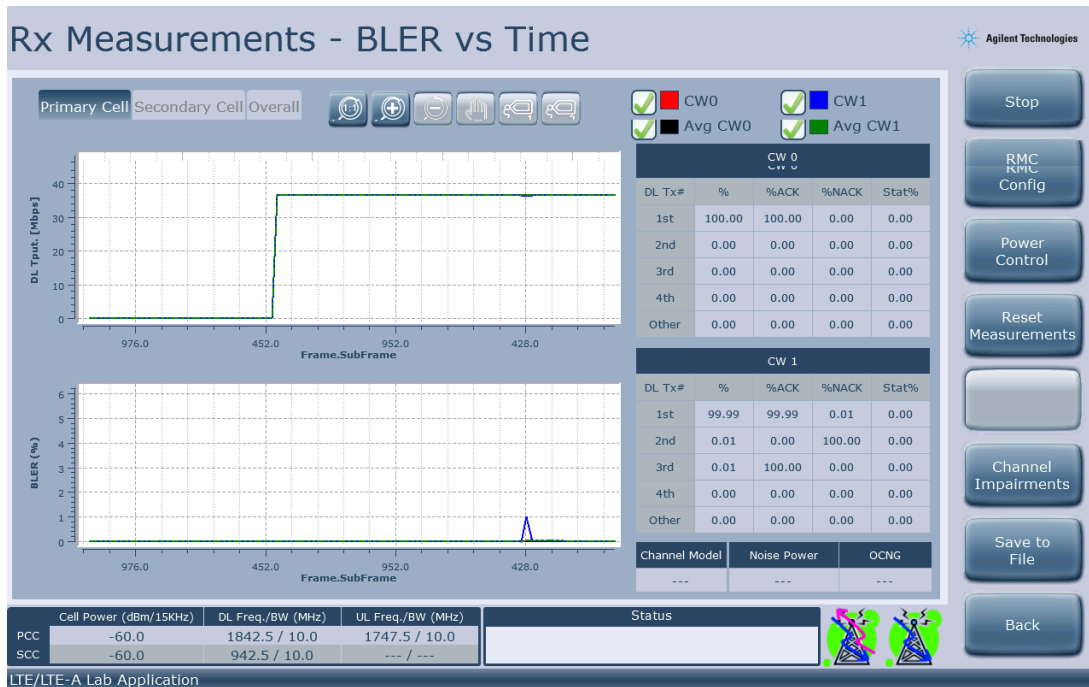 Rx Measurements - BLER vs Time
Agilent Technologies
Primary Cell Secondary Cell Overall
1:1
CW0 CW1
Avg CW0 Avg CW1
DL Tput. [Mbps]
40
30
20
10
0
976.0 452.0 952.0 428.0
Frame.SubFrame
BLER (%)
6
5
4
3
2
1
0
976.0 452.0 952.0 428.0
Frame.SubFrame
CW 0
DL Tx# % %ACK %NACK Stat%
1st 100.00 100.00 0.00 0.00
2nd 0.00 0.00 0.00 0.00
3rd 0.00 0.00 0.00 0.00
4th 0.00 0.00 0.00 0.00
Other 0.00 0.00 0.00 0.00
CW 1
DL Tx# % %ACK %NACK Stat%
1st 99.99 99.99 0.01 0.00
2nd 0.01 0.00 100.00 0.00
3rd 0.01 100.00 0.00 0.00
4th 0.00 0.00 0.00 0.00
Other 0.00 0.00 0.00 0.00
Channel Model Noise Power OCNG
--- --- ---
Stop
RMC
RMC
Config
Power
Control
Reset
Measurements
Channel
Impairments
Save to
File
Back
Cell Power (dBm/15KHz) DL Freq./BW (MHz) UL Freq./BW (MHz) Status
PCC -60.0 1842.5 / 10.0 1747.5 / 10.0
SCC -60.0 942.5 / 10.0 --- / ---
LTE/LTE-A Lab Application